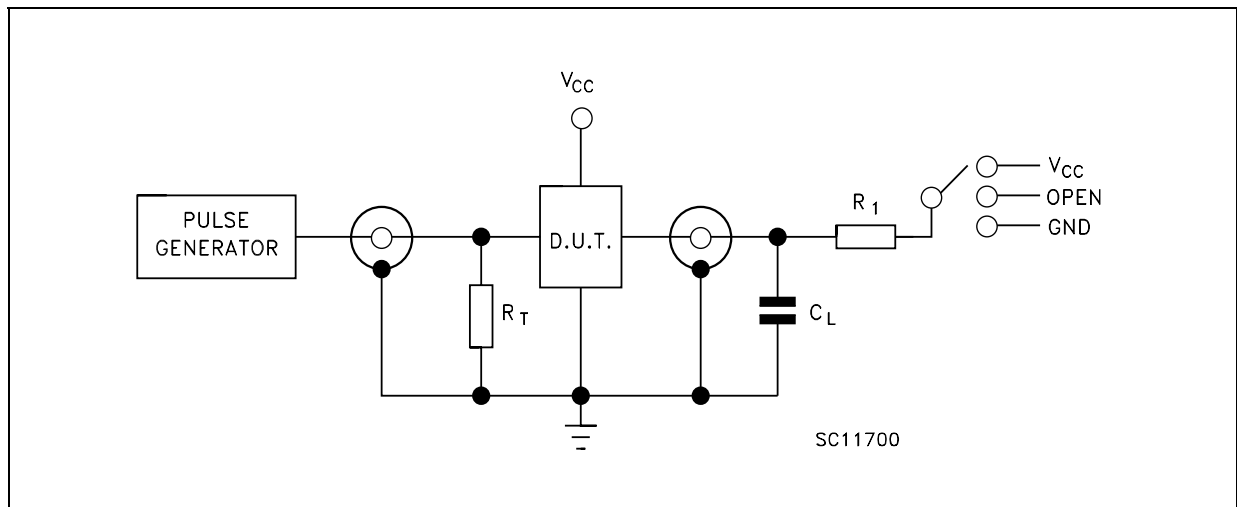 VCC
PULSE
GENERATOR
D.U.T.
RT
CL
R1
VCC
OPEN
GND
SC11700